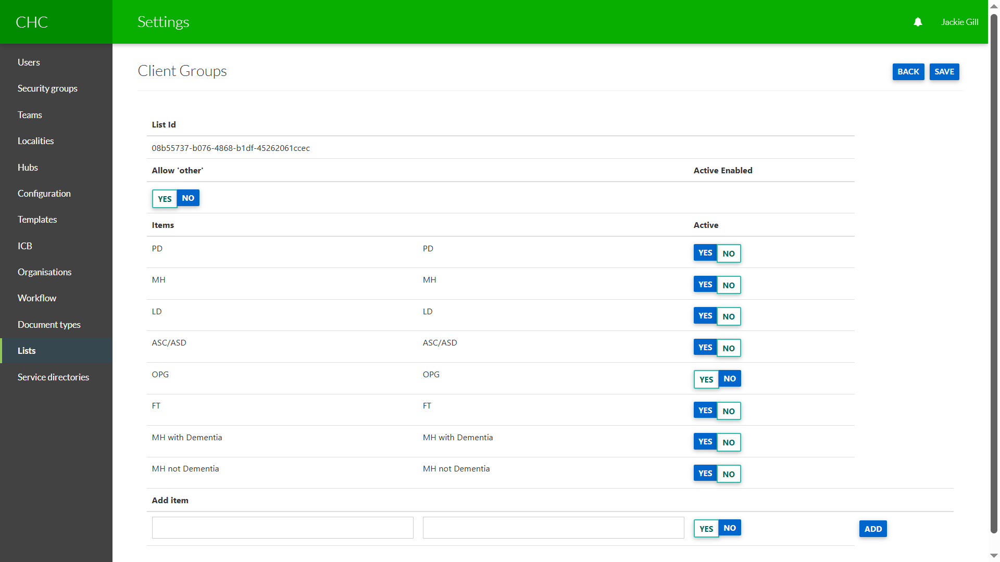 CHC
Settings
Jackie Gill
Users
Security groups
Teams
Localities
Hubs
Configuration
Templates
ICB
Organisations
Workflow
Document types
Lists
Service directories
Client Groups
BACK SAVE
List Id
08b55737-b076-4868-b1df-45262061ccec
Allow 'other' Active Enabled
YES NO
Items Active
PD PD YES NO
MH MH YES NO
LD LD YES NO
ASC/ASD ASC/ASD YES NO
OPG OPG YES NO
FT FT YES NO
MH with Dementia MH with Dementia YES NO
MH not Dementia MH not Dementia YES NO
Add item
YES NO ADD